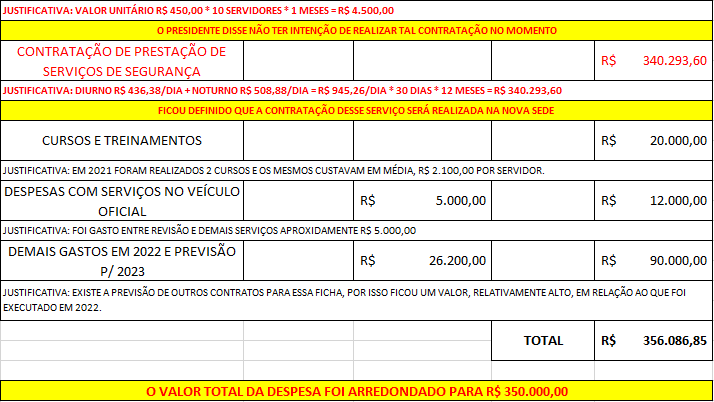 JUSTIFICATIVA: VALOR UNITÁRIO R$ 450,00 * 10 SERVIDORES * 1 MESES = R$ 4.500,00
O PRESIDENTE DISSE NÃO TER INTENÇÃO DE REALIZAR TAL CONTRATAÇÃO NO MOMENTO
CONTRATAÇÃO DE PRESTAÇÃO DE
SERVIÇOS DE SEGURANÇA
R$ 340.293,60
JUSTIFICATIVA: DIURNO R$ 436,38/DIA + NOTURNO R$ 508,88/DIA = R$ 945,26/DIA * 30 DIAS * 12 MESES = R$ 340.293,60
FICOU DEFINIDO QUE A CONTRATAÇÃO DESSE SERVIÇO SERÁ REALIZADA NA NOVA SEDE
CURSOS E TREINAMENTOS R$ 20.000,00
JUSTIFICATIVA: EM 2021 FORAM REALIZADOS 2 CURSOS E OS MESMOS CUSTAVAM EM MÉDIA, R$ 2.100,00 POR SERVIDOR.
DESPESAS COM SERVIÇOS NO VEÍCULO
OFICIAL
R$ 5.000,00 R$ 12.000,00
JUSTIFICATIVA: FOI GASTO ENTRE REVISÃO E DEMAIS SERVIÇOS APROXIDAMENTE R$ 5.000,00
DEMAIS GASTOS EM 2022 E PREVISÃO
P/ 2023
R$ 26.200,00 R$ 90.000,00
JUSTIFICATIVA: EXISTE A PREVISÃO DE OUTROS CONTRATOS PARA ESSA FICHA, POR ISSO FICOU UM VALOR, RELATIVAMENTE ALTO, EM RELAÇÃO AO QUE FOI
EXECUTADO EM 2022.
TOTAL R$ 356.086,85
O VALOR TOTAL DA DESPESA FOI ARREDONDADO PARA R$ 350.000,00